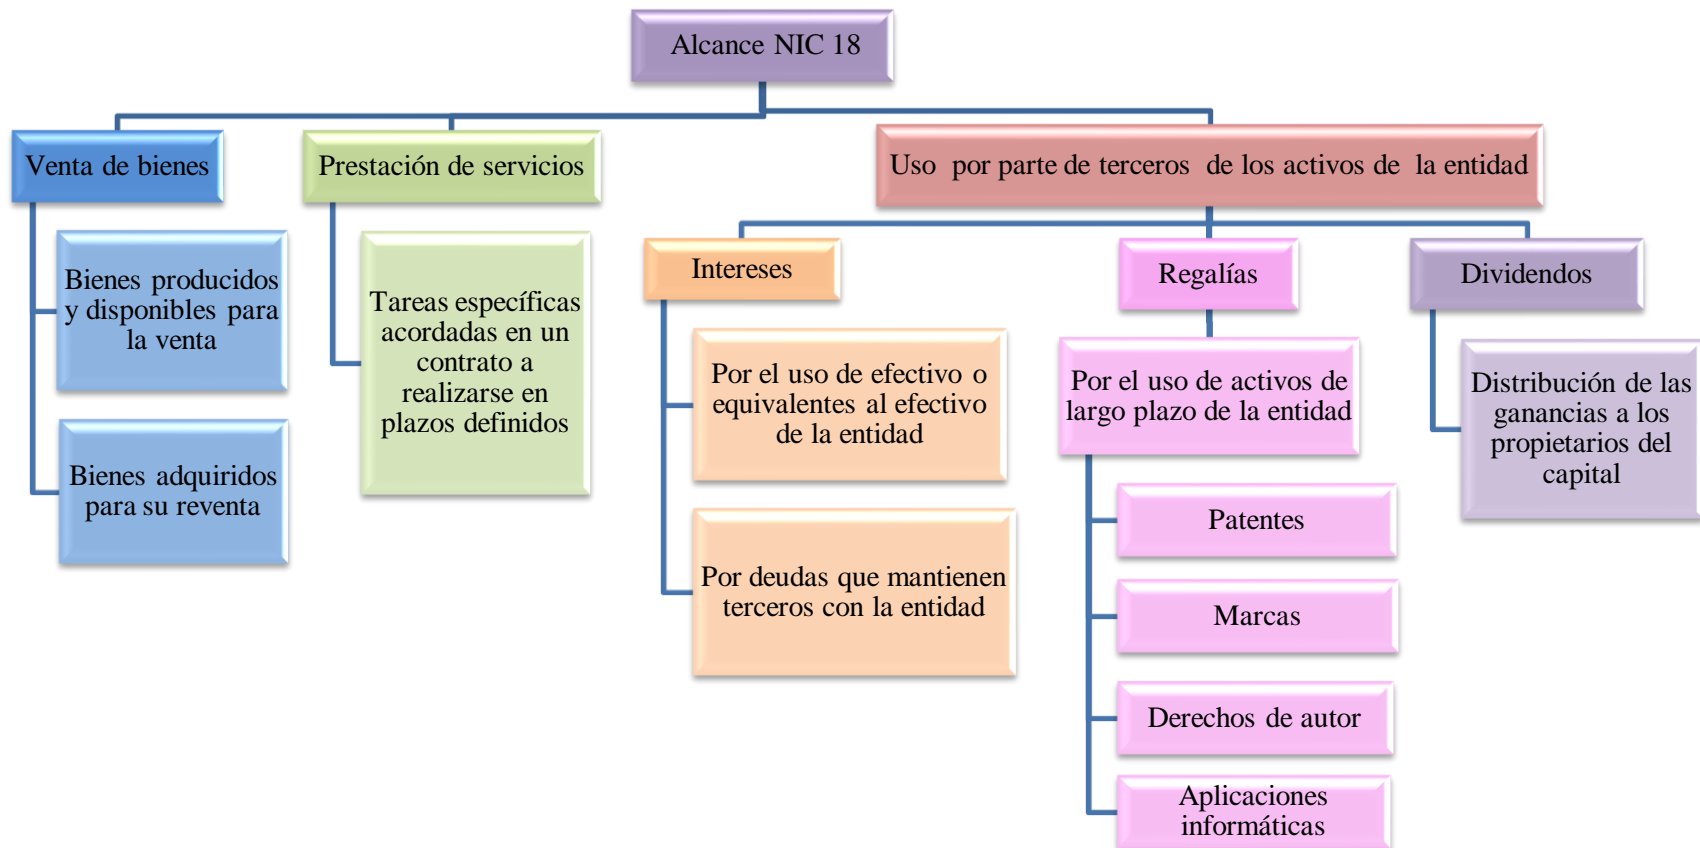 Alcance NIC 18
Venta de bienes
Bienes producidos
y disponibles para
la venta
Bienes adquiridos
para su reventa
Prestación de servicios
Tareas específicas
acordadas en un
contrato a
realizarse en
plazos definidos
Uso por parte de terceros de los activos de la entidad
Intereses
Por el uso de efectivo o
equivalentes al efectivo
de la entidad
Por deudas que mantienen
terceros con la entidad
Regalías
Por el uso de activos de
largo plazo de la entidad
Patentes
Marcas
Derechos de autor
Aplicaciones
informáticas
Dividendos
Distribución de las
ganancias a los
propietarios del
capital